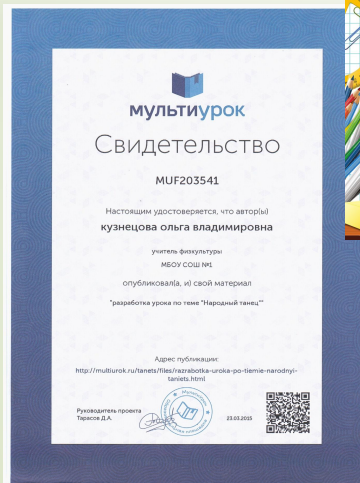 мультиурок
Свидетельство
MUF203541
Настоящим удостоверяется, что автор(ы)
кузнецова ольга владимировна
учитель физкультуры
МБОУ СОШ №1
опубликовал(а, и) свой материал
"разработка урока по теме "Народный танец""
Адрес публикации:
http://multiurok.ru/tanets/files/razrabotka-uroka-po-tiemie-narodnyi-
taniets.html
Руководитель проекта
Тарасов Д.А.
23.03.2015